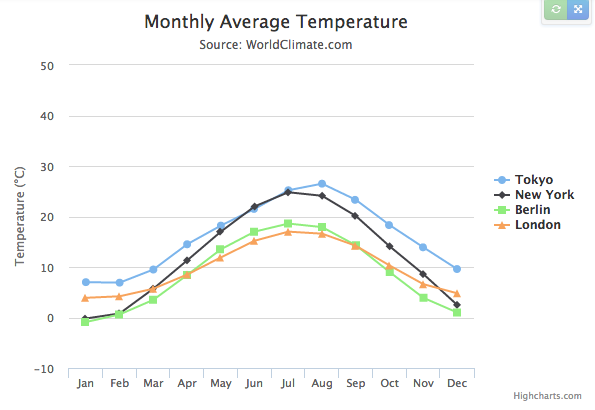 Monthly Average Temperature
Source: WorldClimate.com
Temperature (°C)
50
40
30
20
10
0
−10
Jan Feb Mar Apr May Jun Jul Aug Sep Oct Nov Dec
Tokyo
New York
Berlin
London
Highcharts.com